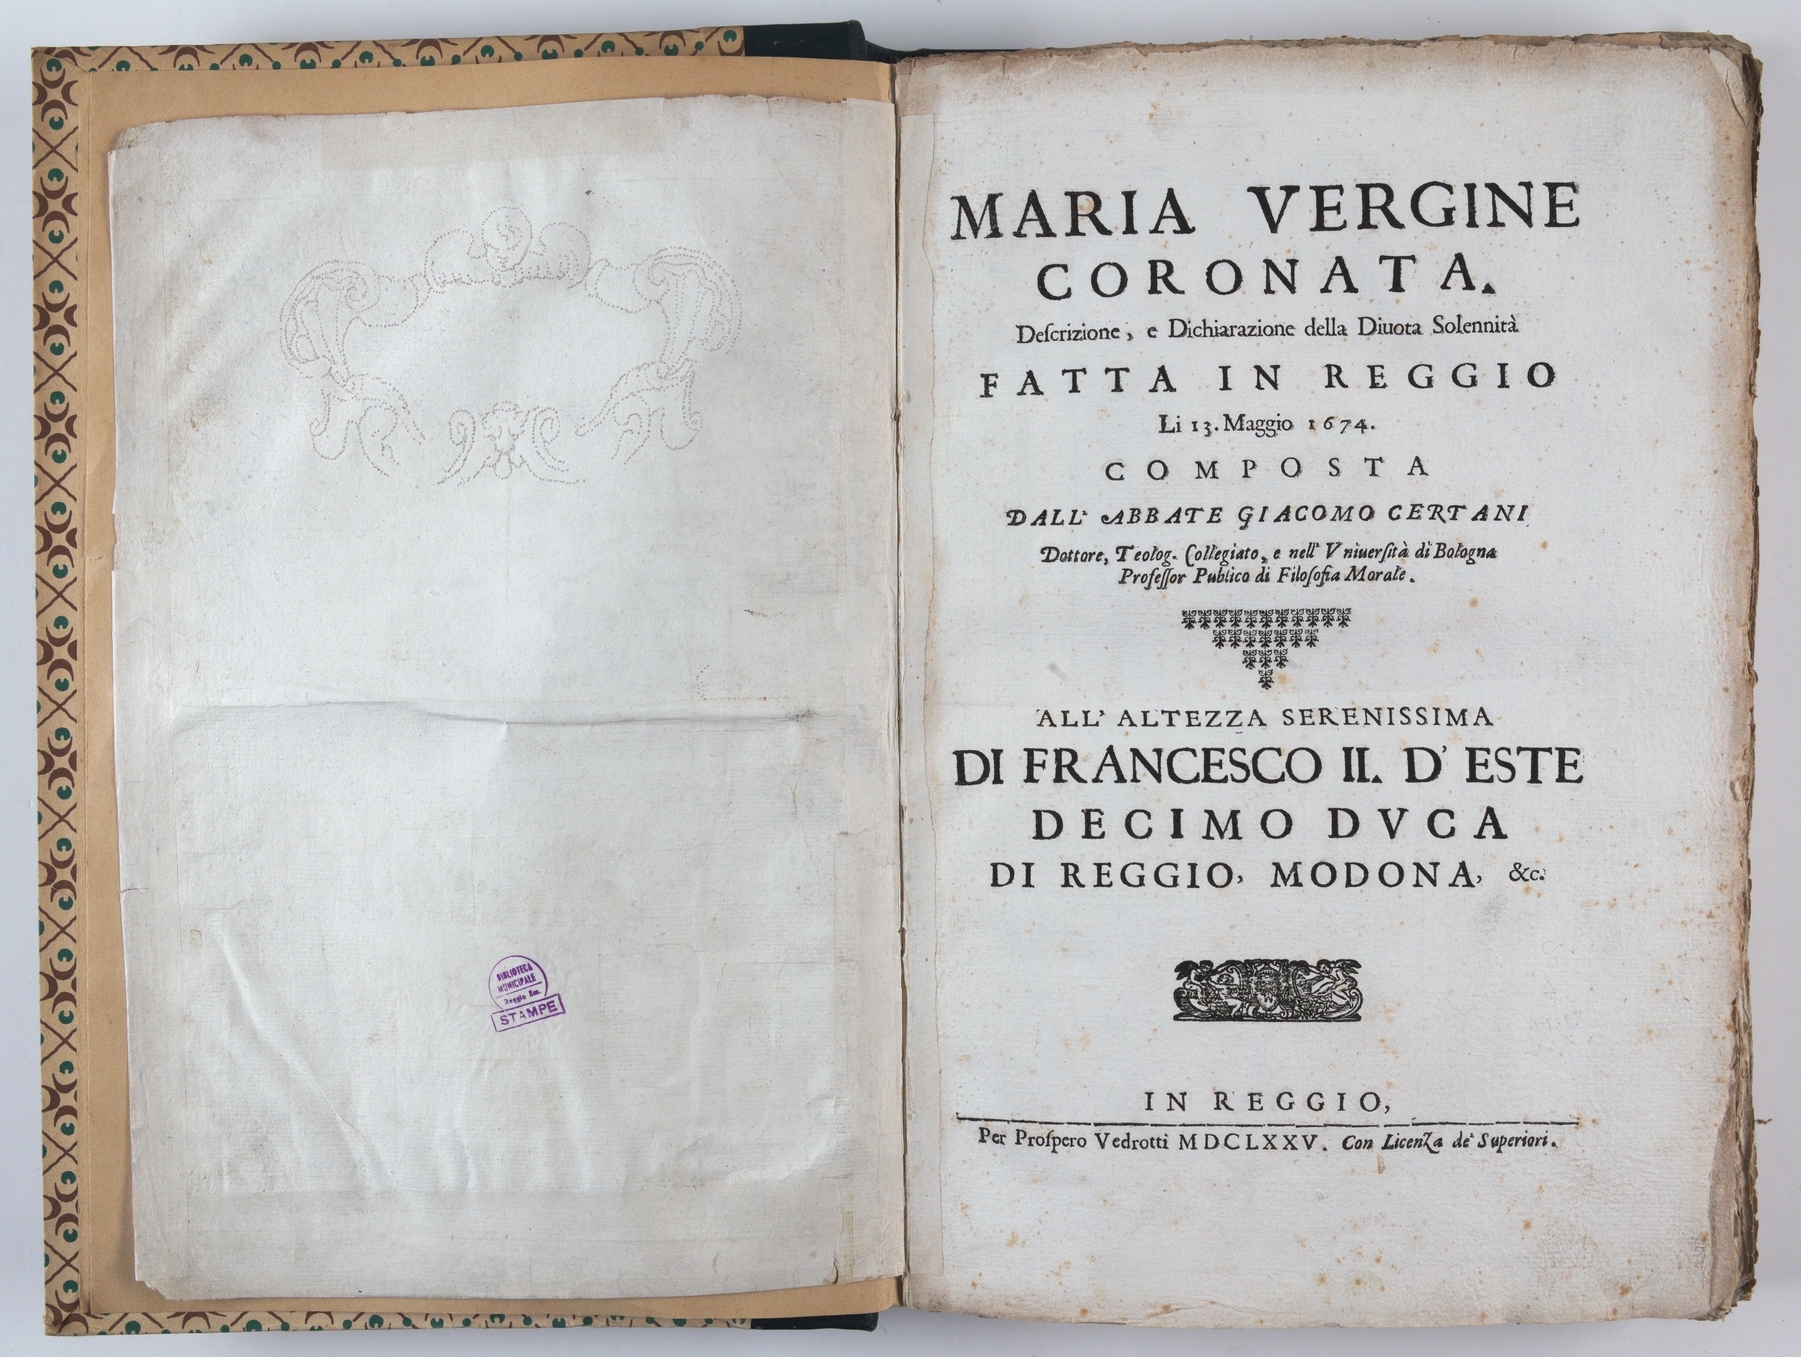 BIBLIOTECA
MUNICIPALE
Reggio Em.
STAMPE
MARIA VERGINE
CORONATA.
Deſcrizione, e Dichiarazione della Diuota Solennità
FATTA IN REGGIO
Li 13. Maggio 1674.
COMPOSTA
DALL' ABBATE GIACOMO CERTANI
Dottore, Teolog. Collegiato, e nell' Vniuerſità di Bologna
Profeſſor Publico di Filoſofia Morale.
ALL' ALTEZZA SERENISSIMA
DI FRANCESCO II. D' ESTE
DECIMO DVCA
DI REGGIO, MODONA, &c.
IN REGGIO,
Per Proſpero Vedrotti MDCLXXV. Con Licenza de' Superiori.